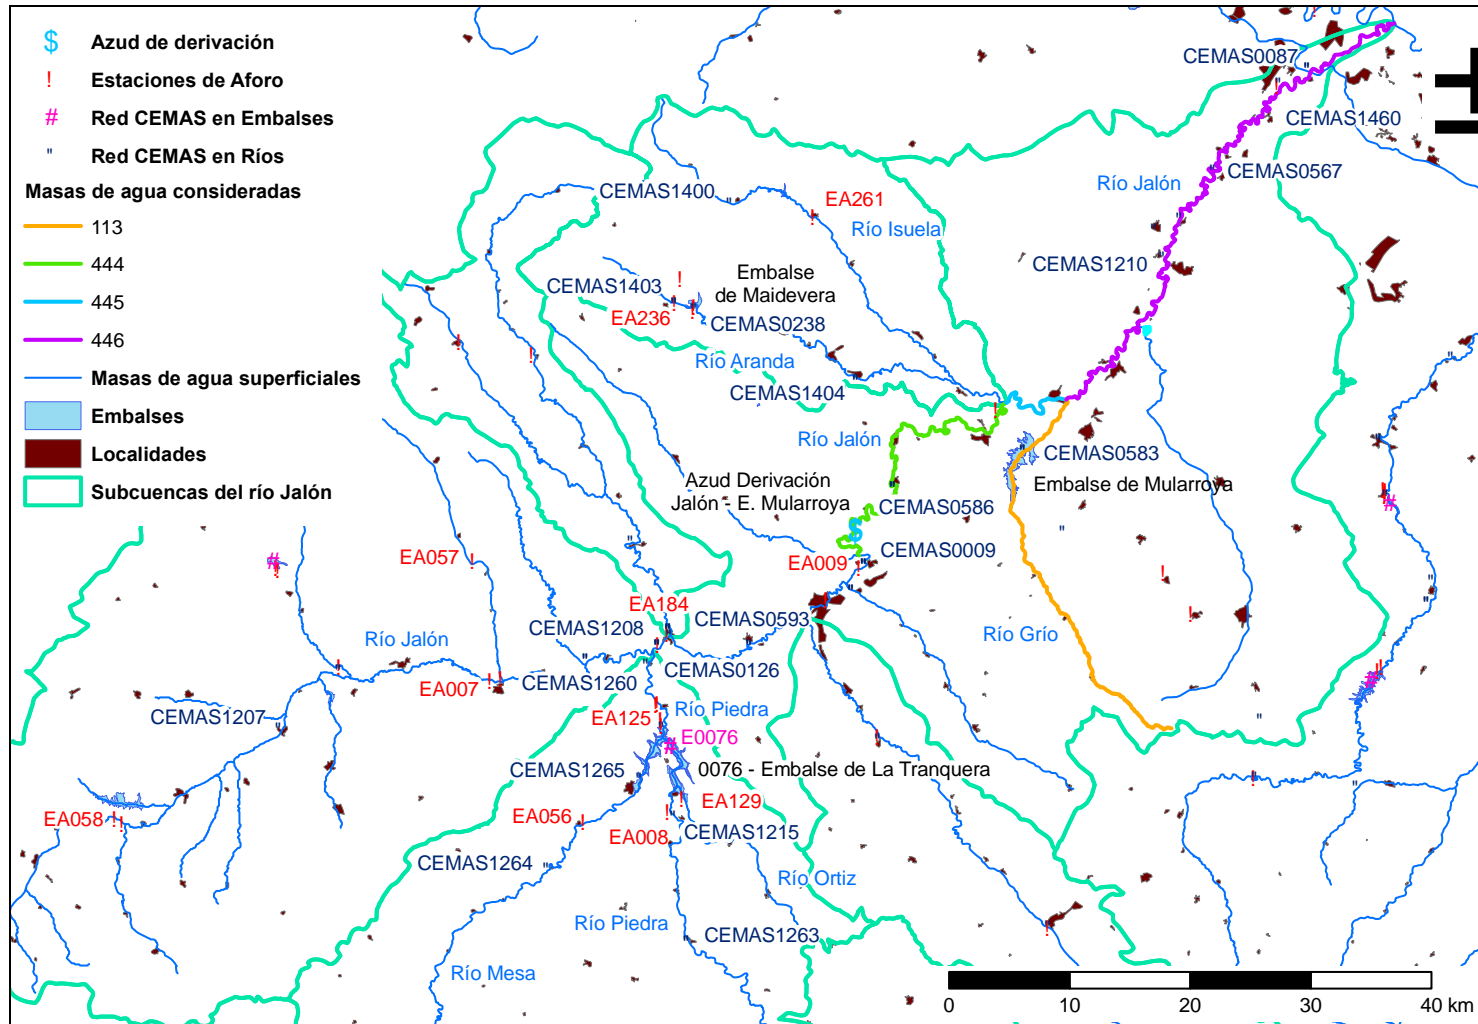 $ Azud de derivación
! Estaciones de Aforo
# Red CEMAS en Embalses
" Red CEMAS en Ríos
Masas de agua consideradas
113
444
445
446
Masas de agua superficiales
Embalses
Localidades
Subcuencas del río Jalón
CEMAS0087
CEMAS1460
CEMAS0567
Río Jalón
CEMAS1400
EA261
Río Isuela
CEMAS1210
Embalse
de Maidevera
CEMAS1403
EA236
CEMAS0238
Río Aranda
CEMAS1404
Río Jalón
CEMAS0583
Embalse de Mularroya
Azud Derivación
Jalón - E. Mularroya
CEMAS0586
CEMAS0009
EA009
EA057
EA184
CEMAS0593
CEMAS1208
Río Grío
Río Jalón
CEMAS0126
CEMAS1260
EA007
CEMAS1207
EA125
Río Piedra
E0076
CEMAS1265
0076 - Embalse de La Tranquera
EA129
EA058
EA056
EA008
CEMAS1215
CEMAS1264
Río Ortiz
Río Piedra
CEMAS1263
Río Mesa
0 10 20 30 40 km